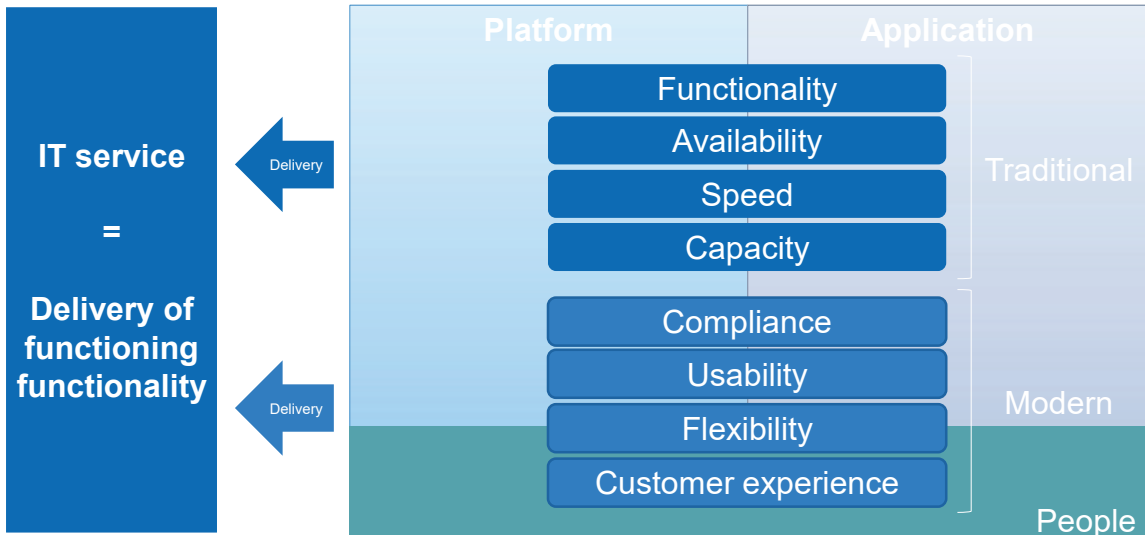 IT service
=
Delivery of
functioning
functionality
Delivery
Delivery
Platform
Application
Functionality
Availability
Speed
Capacity
Traditional
Compliance
Usability
Flexibility
Customer experience
Modern
People